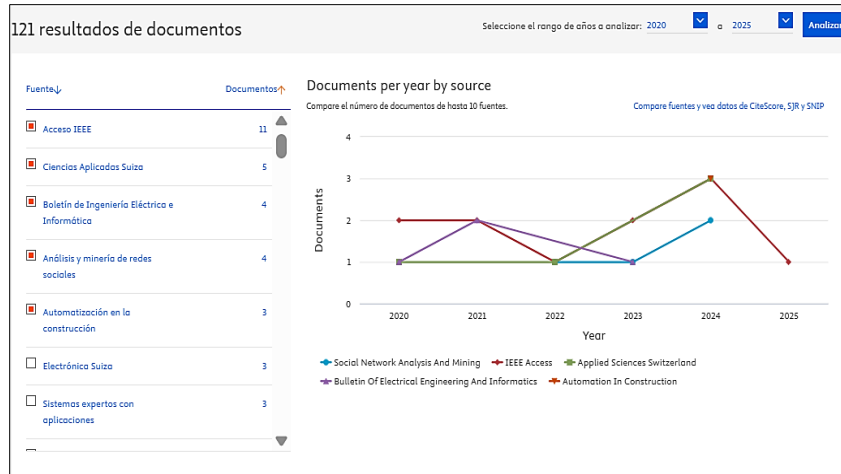 121 resultados de documentos
Seleccione el rango de años a analizar: 2020 a 2025 Analizar
Fuente↓ Documentos↑
Acceso IEEE 11
Ciencias Aplicadas Suiza 5
Boletín de Ingeniería Eléctrica e 4
Informática
Análisis y minería de redes 4
sociales
Automatización en la 3
construcción
Electrónica Suiza 3
Sistemas expertos con 3
aplicaciones
Documents per year by source
Compare el número de documentos de hasta 10 fuentes. Compare fuentes y vea datos de CiteScore, SJR y SNIP
4
3
2
1
0
Documents
2020 2021 2022 2023 2024 2025
Year
Social Network Analysis And Mining IEEE Access Applied Sciences Switzerland
Bulletin Of Electrical Engineering And Informatics Automation In Construction